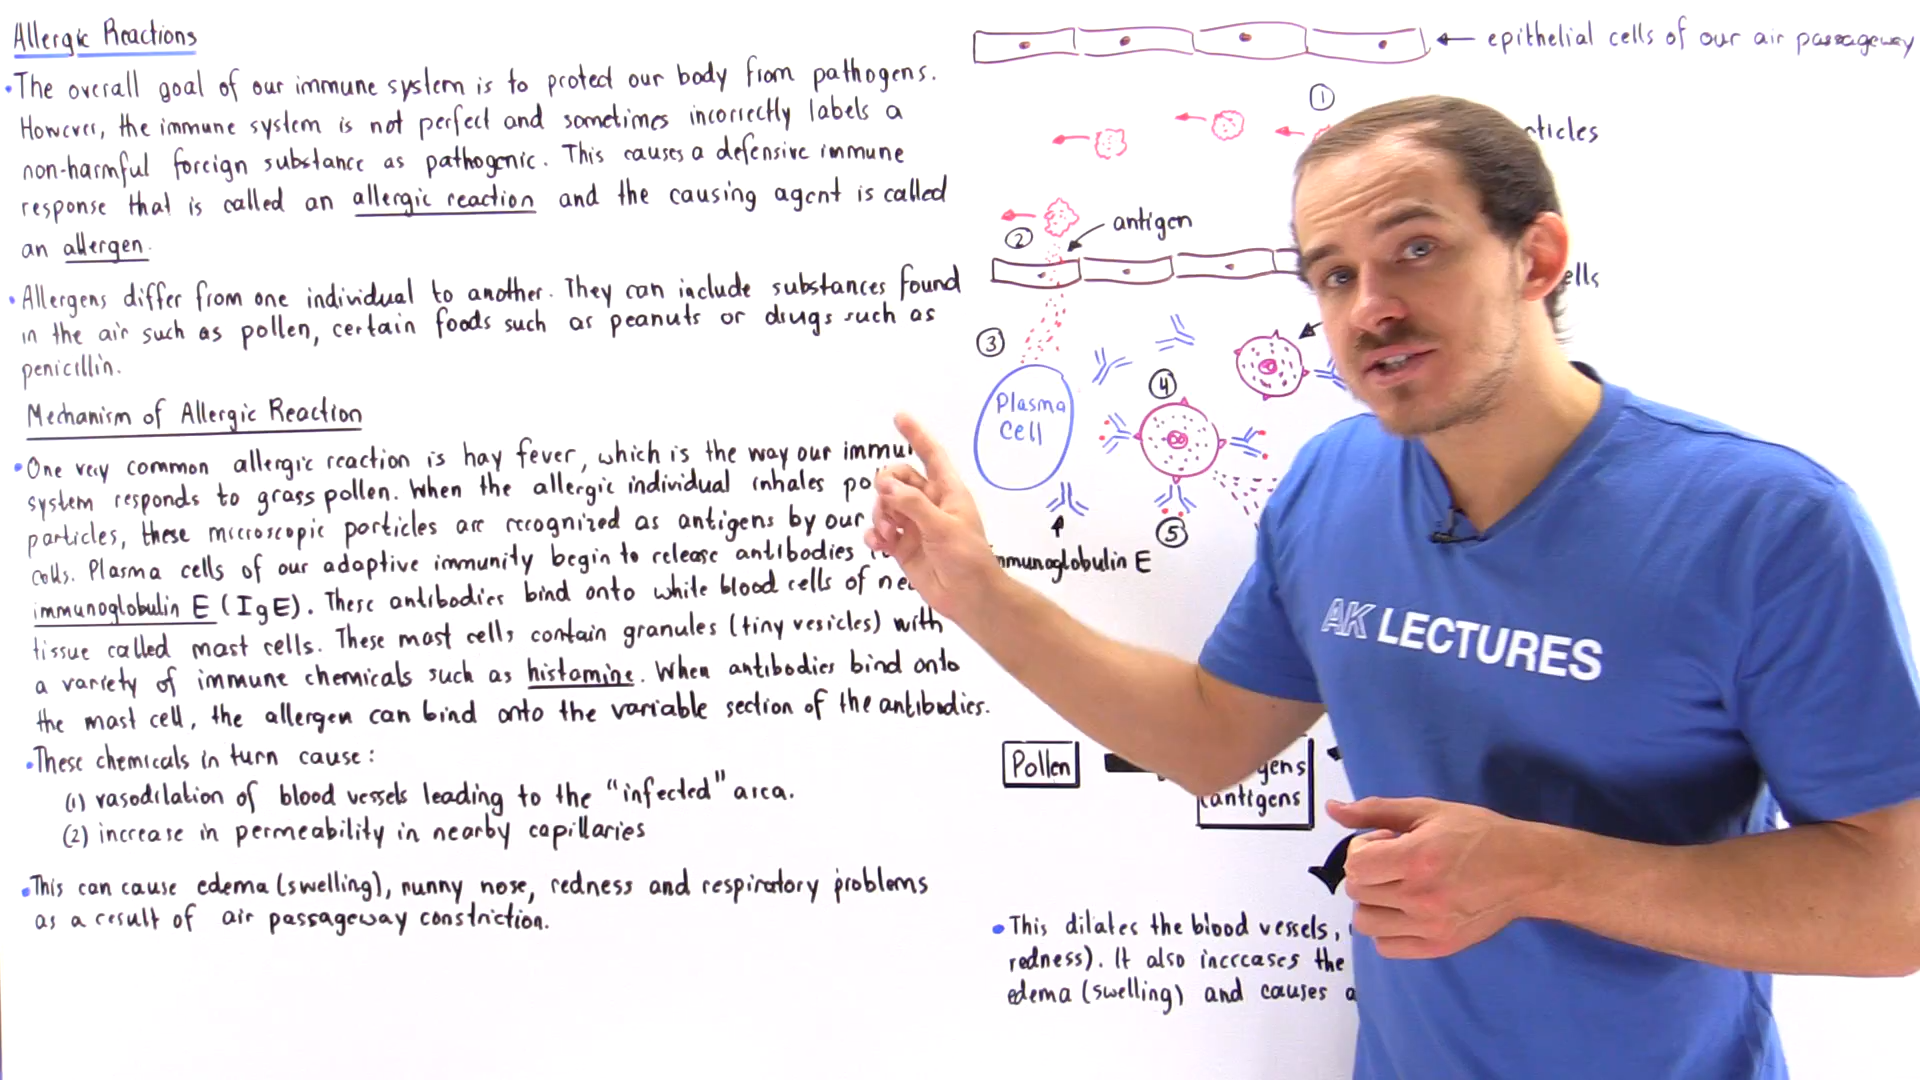 Allergic Reactions
• The overall goal of our immune system is to protect our body from pathogens.
However, the immune system is not perfect and sometimes incorrectly labels a
non-harmful foreign substance as pathogenic. This causes a defensive immune
response that is called an allergic reaction and the causing agent is called
an allergen.
• Allergens differ from one individual to another. They can include substances found
in the air such as pollen, certain foods such as peanuts or drugs such as
penicillin.
Mechanism of Allergic Reaction
• One very common allergic reaction is hay fever, which is the way our
system responds to grass pollen. When the allergic individual inhales
particles, these microscopic particles are recognized as antigens by our
cells. Plasma cells of our adaptive immunity begin to release antibodies
immunoglobulin E (IgE). These antibodies bind onto white blood cells of
tissue called mast cells. These mast cells contain granules (tiny vesicles) with
a variety of immune chemicals such as histamine. When antibodies bind onto
the mast cell, the allergen can bind onto the variable section of the antibodies.
• These chemicals in turn cause:
(1) vasodilation of blood vessels leading to the "infected" area.
(2) increase in permeability in nearby capillaries
• This can cause edema (swelling), runny nose, redness and respiratory problems
as a result of air passageway constriction.
epithelial cells of our air passageway
1
ticles
antigen
2
ells
3
Plasma
Cell
4
5
mmunoglobulin E
Pollen
gens
(antigens
• This dilates the blood vessels,
redness). It also increases the
edema (swelling) and causes
AK LECTURES